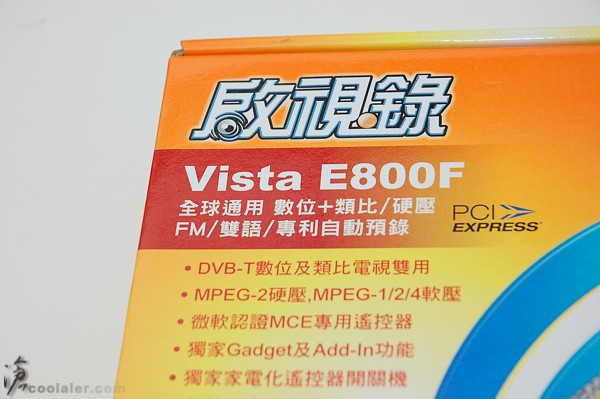 啟視錄
Vista E800F
全球通用 數位+類比/硬壓
FM/雙語/專利自動預錄
PCI
EXPRESS®
•DVB-T數位及類比電視雙用
•MPEG-2硬壓,MPEG-1/2/4軟壓
•微軟認證MCE專用遙控器
•獨家Gadget及Add-In功能
•獨家家電化遙控器開關機
滄
coolaler.com